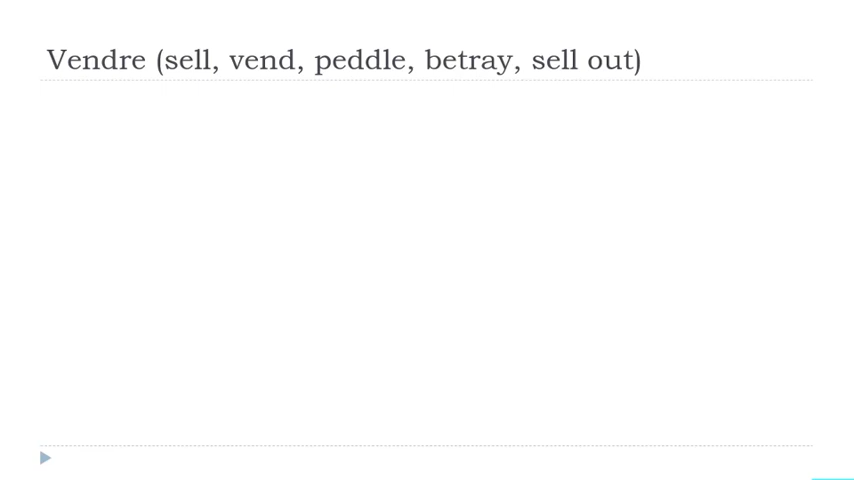 Vendre (sell, vend, peddle, betray, sell out)